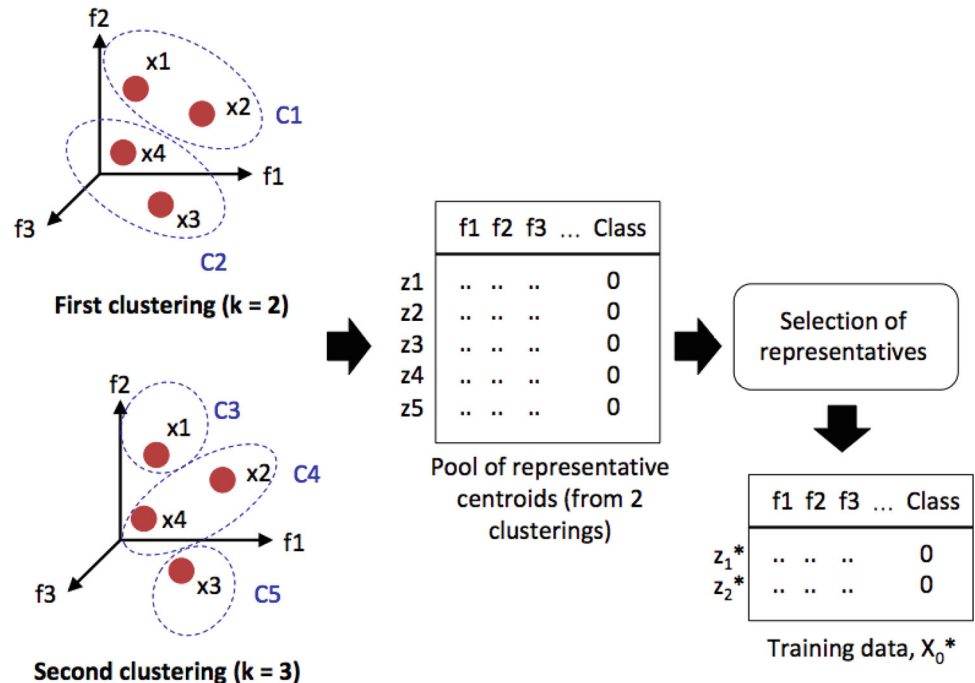 f2
x1
x2
C1
x4
f1
x3
f3
C2
First clustering (k = 2)
f2
C3
x1
x2
C4
x4
f1
x3
f3
C5
Second clustering (k = 3)
f1 f2 f3 ... Class
z1 .. .. .. 0
z2 .. .. .. 0
z3 .. .. .. 0
z4 .. .. .. 0
z5 .. .. .. 0
Pool of representative
centroids (from 2
clusterings)
Selection of
representatives
f1 f2 f3 ... Class
z₁* .. .. .. 0
z₂* .. .. .. 0
Training data, X₀*